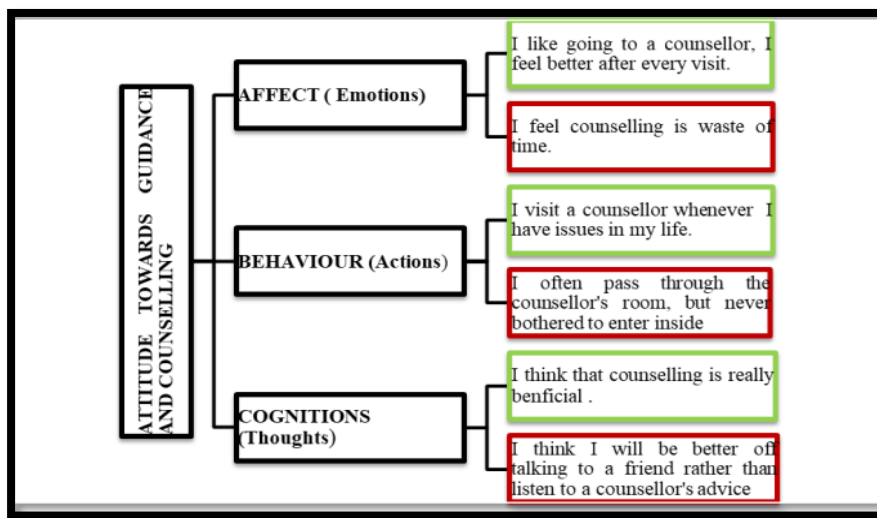 ATTITUDE TOWARDS GUIDANCE
AND COUNSELLING
AFFECT ( Emotions)
I like going to a counsellor, I
feel better after every visit.
I feel counselling is waste of
time.
BEHAVIOUR (Actions)
I visit a counsellor whenever I
have issues in my life.
I often pass through the
counsellor's room, but never
bothered to enter inside
COGNITIONS
(Thoughts)
I think that counselling is really
benficial .
I think I will be better off
talking to a friend rather than
listen to a counsellor's advice